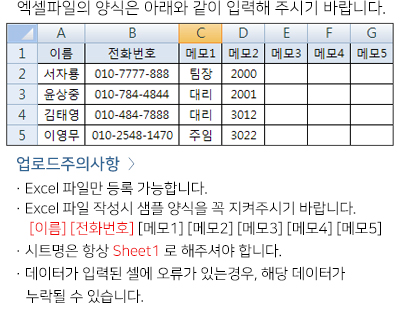 엑셀파일의 양식은 아래와 같이 입력해 주시기 바랍니다.
A B C D E F G
1 이름 전화번호 메모1 메모2 메모3 메모4 메모5
2 서자룡 010-7777-888 팀장 2000
3 윤상중 010-784-4844 대리 2001
4 김태영 010-484-7888 대리 3012
5 이영무 010-2548-1470 주임 3022
업로드주의사항 〉
· Excel 파일만 등록 가능합니다.
· Excel 파일 작성시 샘플 양식을 꼭 지켜주시기 바랍니다.
[이름] [전화번호] [메모1] [메모2] [메모3] [메모4] [메모5]
· 시트명은 항상 Sheet1 로 해주셔야 합니다.
· 데이터가 입력된 셀에 오류가 있는경우, 해당 데이터가
누락될 수 있습니다.